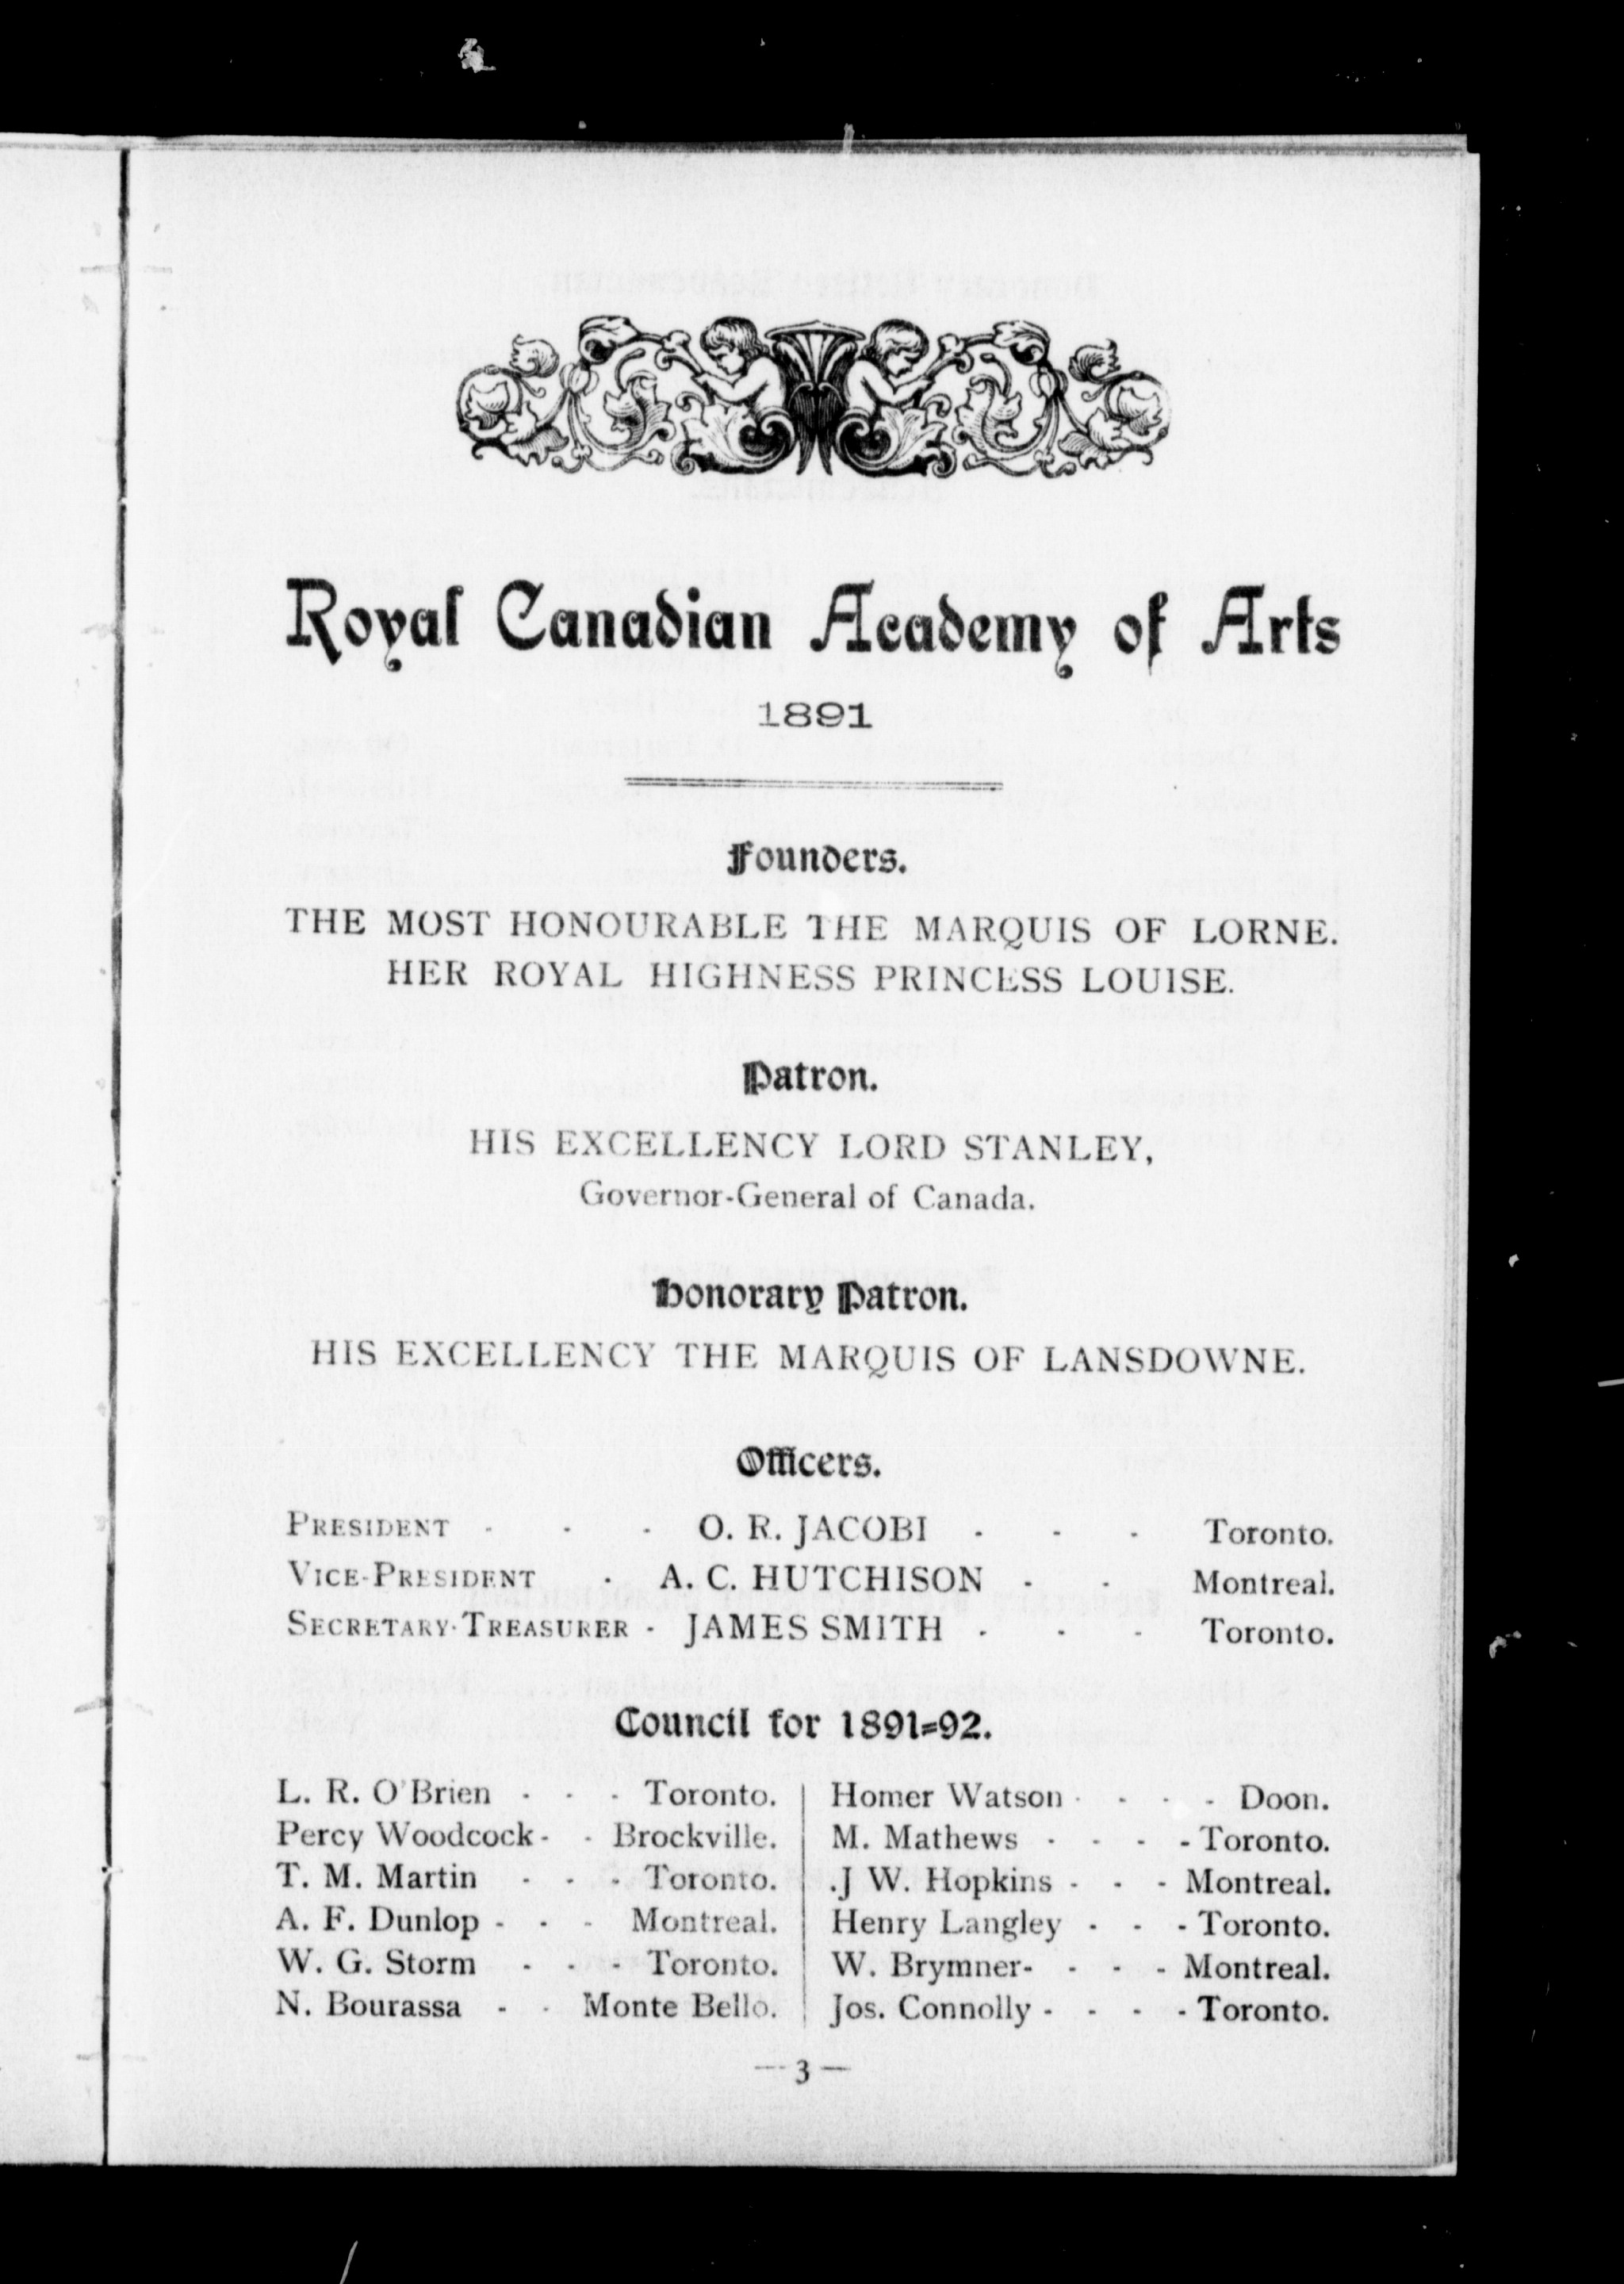 Royal Canadian Academy of Arts
1891
Founders.
THE MOST HONOURABLE THE MARQUIS OF LORNE.
HER ROYAL HIGHNESS PRINCESS LOUISE.
Patron.
HIS EXCELLENCY LORD STANLEY,
Governor-General of Canada.
Honorary Patron.
HIS EXCELLENCY THE MARQUIS OF LANSDOWNE.
Officers.
PRESIDENT - - - O. R. JACOBI - - - Toronto.
VICE-PRESIDENT - A. C. HUTCHISON - - Montreal.
SECRETARY-TREASURER - JAMES SMITH - - - Toronto.
Council for 1891-92.
L. R. O'Brien - - - Toronto.
Percy Woodcock - - Brockville.
T. M. Martin - - - Toronto.
A. F. Dunlop - - - Montreal.
W. G. Storm - - - Toronto.
N. Bourassa - - Monte Bello.
Homer Watson - - - - Doon.
M. Mathews - - - - Toronto.
.J W. Hopkins - - - Montreal.
Henry Langley - - - Toronto.
W. Brymner - - - - Montreal.
Jos. Connolly - - - - Toronto.
— 3 —